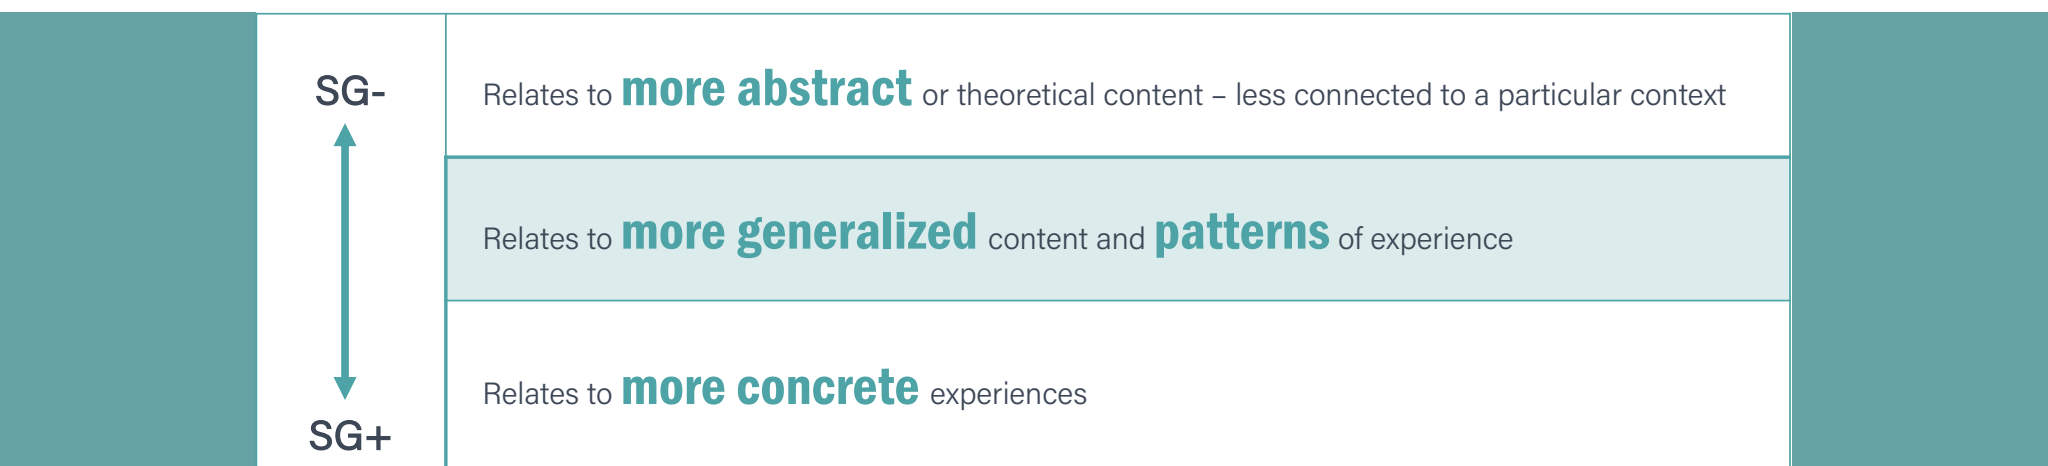 SG-
Relates to more abstract or theoretical content – less connected to a particular context
Relates to more generalized content and patterns of experience
Relates to more concrete experiences
SG+